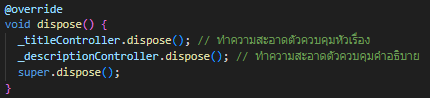 @override
void dispose() {
  _titleController.dispose(); // ทำความสะอาดตัวควบคุมหัวเรื่อง
  _descriptionController.dispose(); // ทำความสะอาดตัวควบคุมคำอธิบาย
  super.dispose();
}